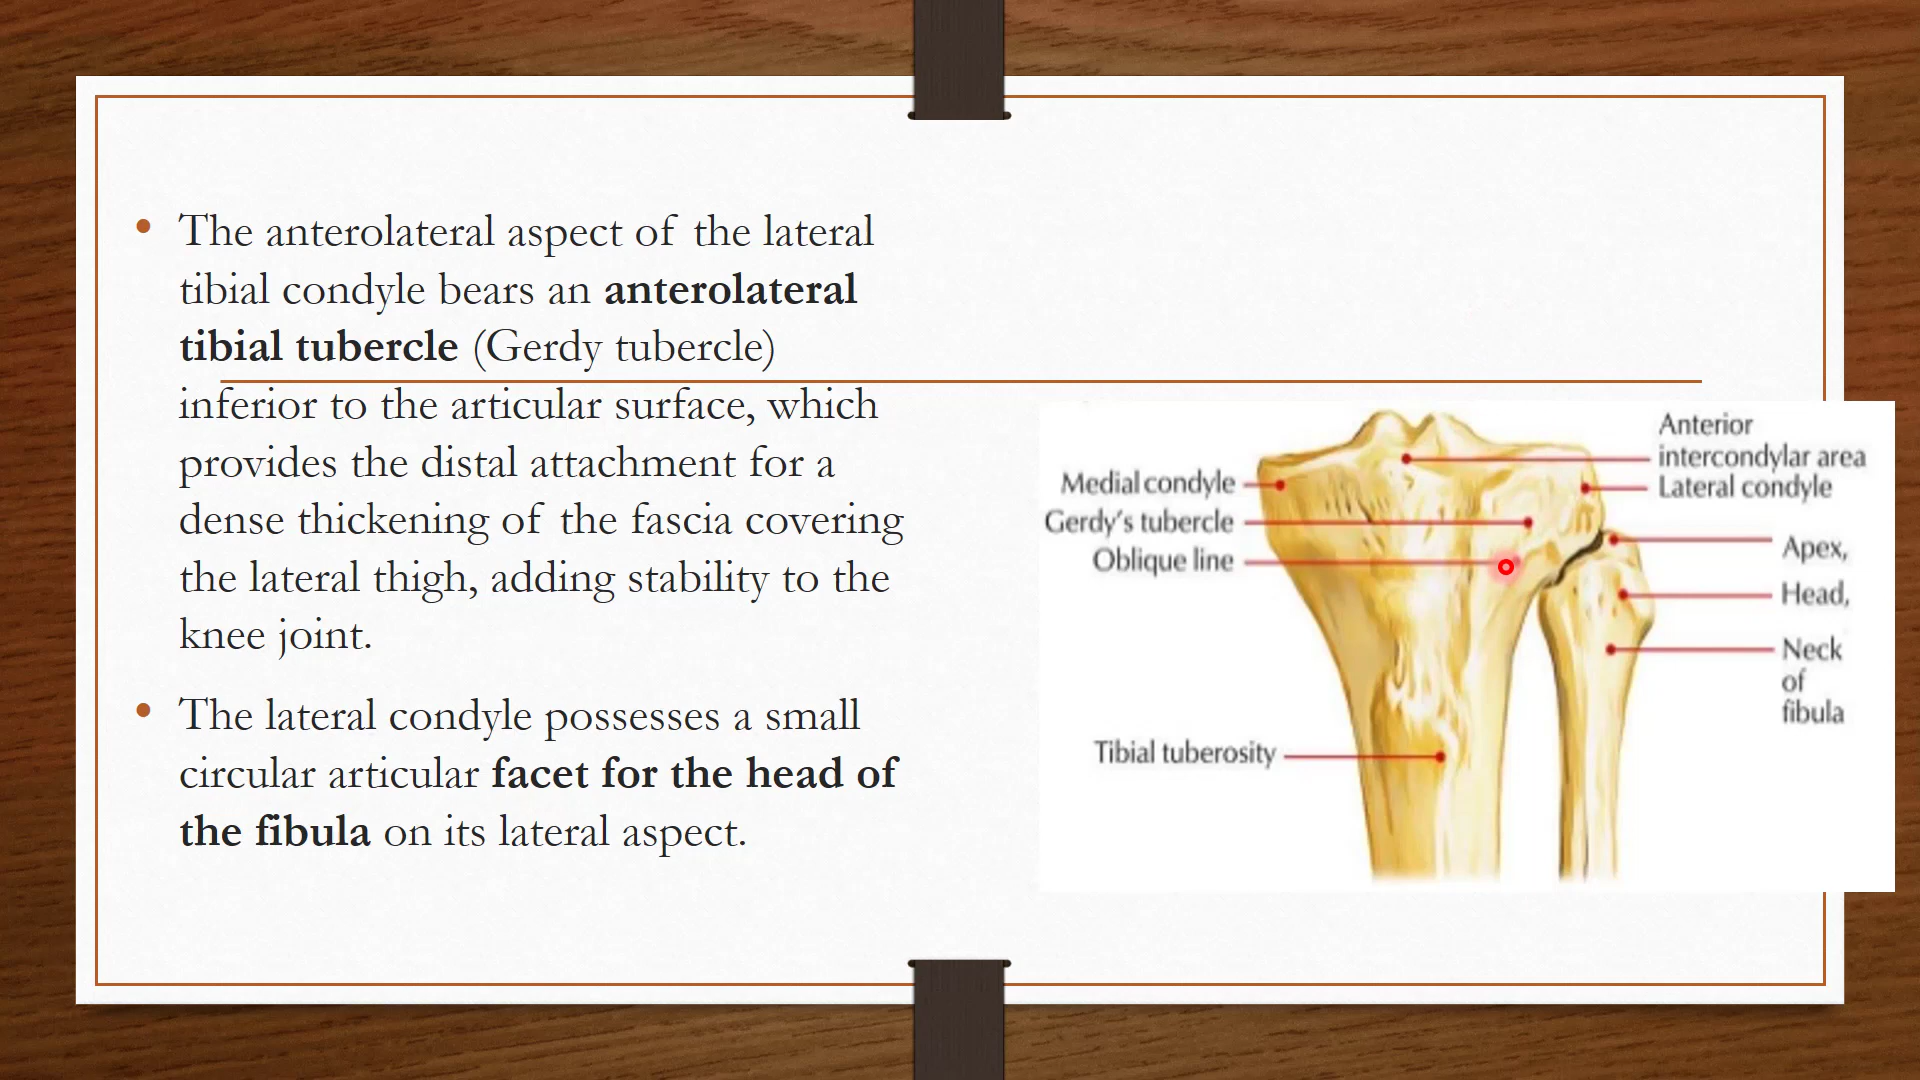 • The anterolateral aspect of the lateral
tibial condyle bears an anterolateral
tibial tubercle (Gerdy tubercle)
inferior to the articular surface, which
provides the distal attachment for a
dense thickening of the fascia covering
the lateral thigh, adding stability to the
knee joint.
• The lateral condyle possesses a small
circular articular facet for the head of
the fibula on its lateral aspect.
Medial condyle
Gerdy's tubercle
Oblique line
Tibial tuberosity
Anterior
intercondylar area
Lateral condyle
Apex,
Head,
Neck
of
fibula